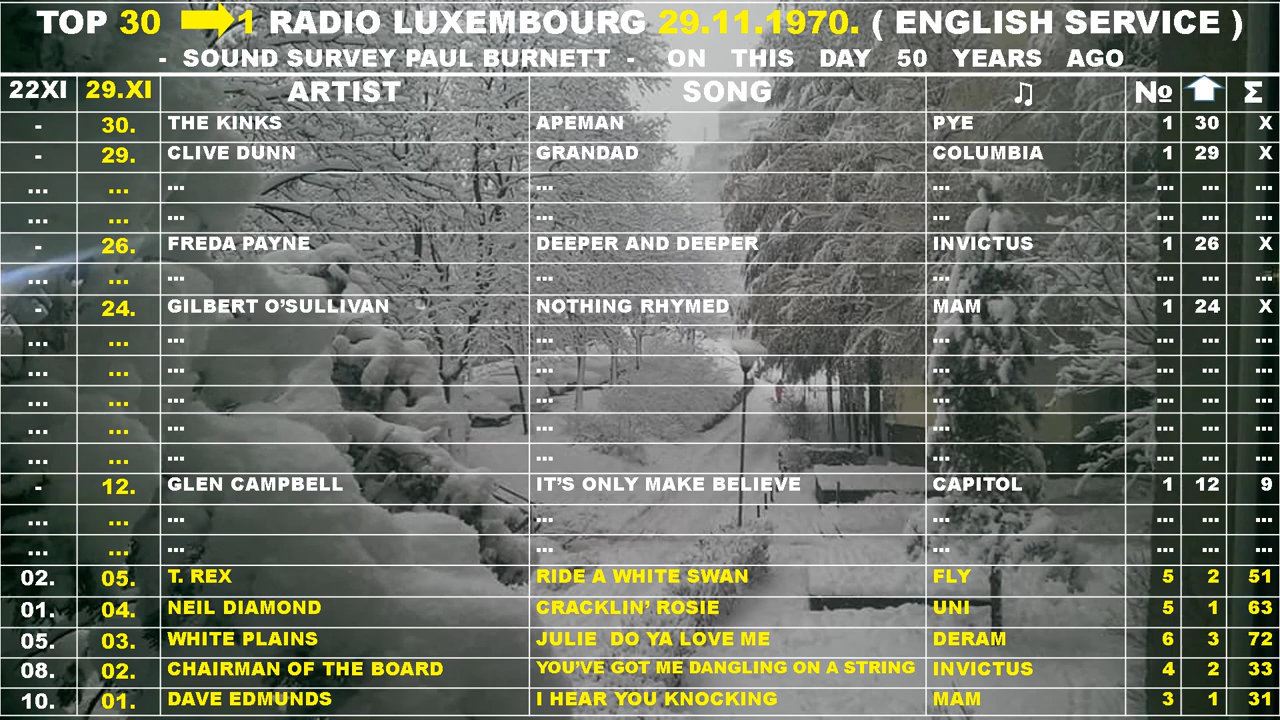 TOP 30 ➡1 RADIO LUXEMBOURG 29.11.1970. ( ENGLISH SERVICE )
- SOUND SURVEY PAUL BURNETT - ON THIS DAY 50 YEARS AGO
22XI 29.XI ARTIST SONG ♫ № ⬆ Σ
- 30. THE KINKS APEMAN PYE 1 30 X
- 29. CLIVE DUNN GRANDAD COLUMBIA 1 29 X
... ... ... ... ... ... ... ...
... ... ... ... ... ... ... ...
- 26. FREDA PAYNE DEEPER AND DEEPER INVICTUS 1 26 X
... ... ... ... ... ... ... ...
- 24. GILBERT O’SULLIVAN NOTHING RHYMED MAM 1 24 X
... ... ... ... ... ... ... ...
... ... ... ... ... ... ... ...
... ... ... ... ... ... ... ...
... ... ... ... ... ... ... ...
... ... ... ... ... ... ... ...
- 12. GLEN CAMPBELL IT’S ONLY MAKE BELIEVE CAPITOL 1 12 9
... ... ... ... ... ... ... ...
... ... ... ... ... ... ... ...
02. 05. T. REX RIDE A WHITE SWAN FLY 5 2 51
01. 04. NEIL DIAMOND CRACKLIN’ ROSIE UNI 5 1 63
05. 03. WHITE PLAINS JULIE DO YA LOVE ME DERAM 6 3 72
08. 02. CHAIRMAN OF THE BOARD YOU’VE GOT ME DANGLING ON A STRING INVICTUS 4 2 33
10. 01. DAVE EDMUNDS I HEAR YOU KNOCKING MAM 3 1 31